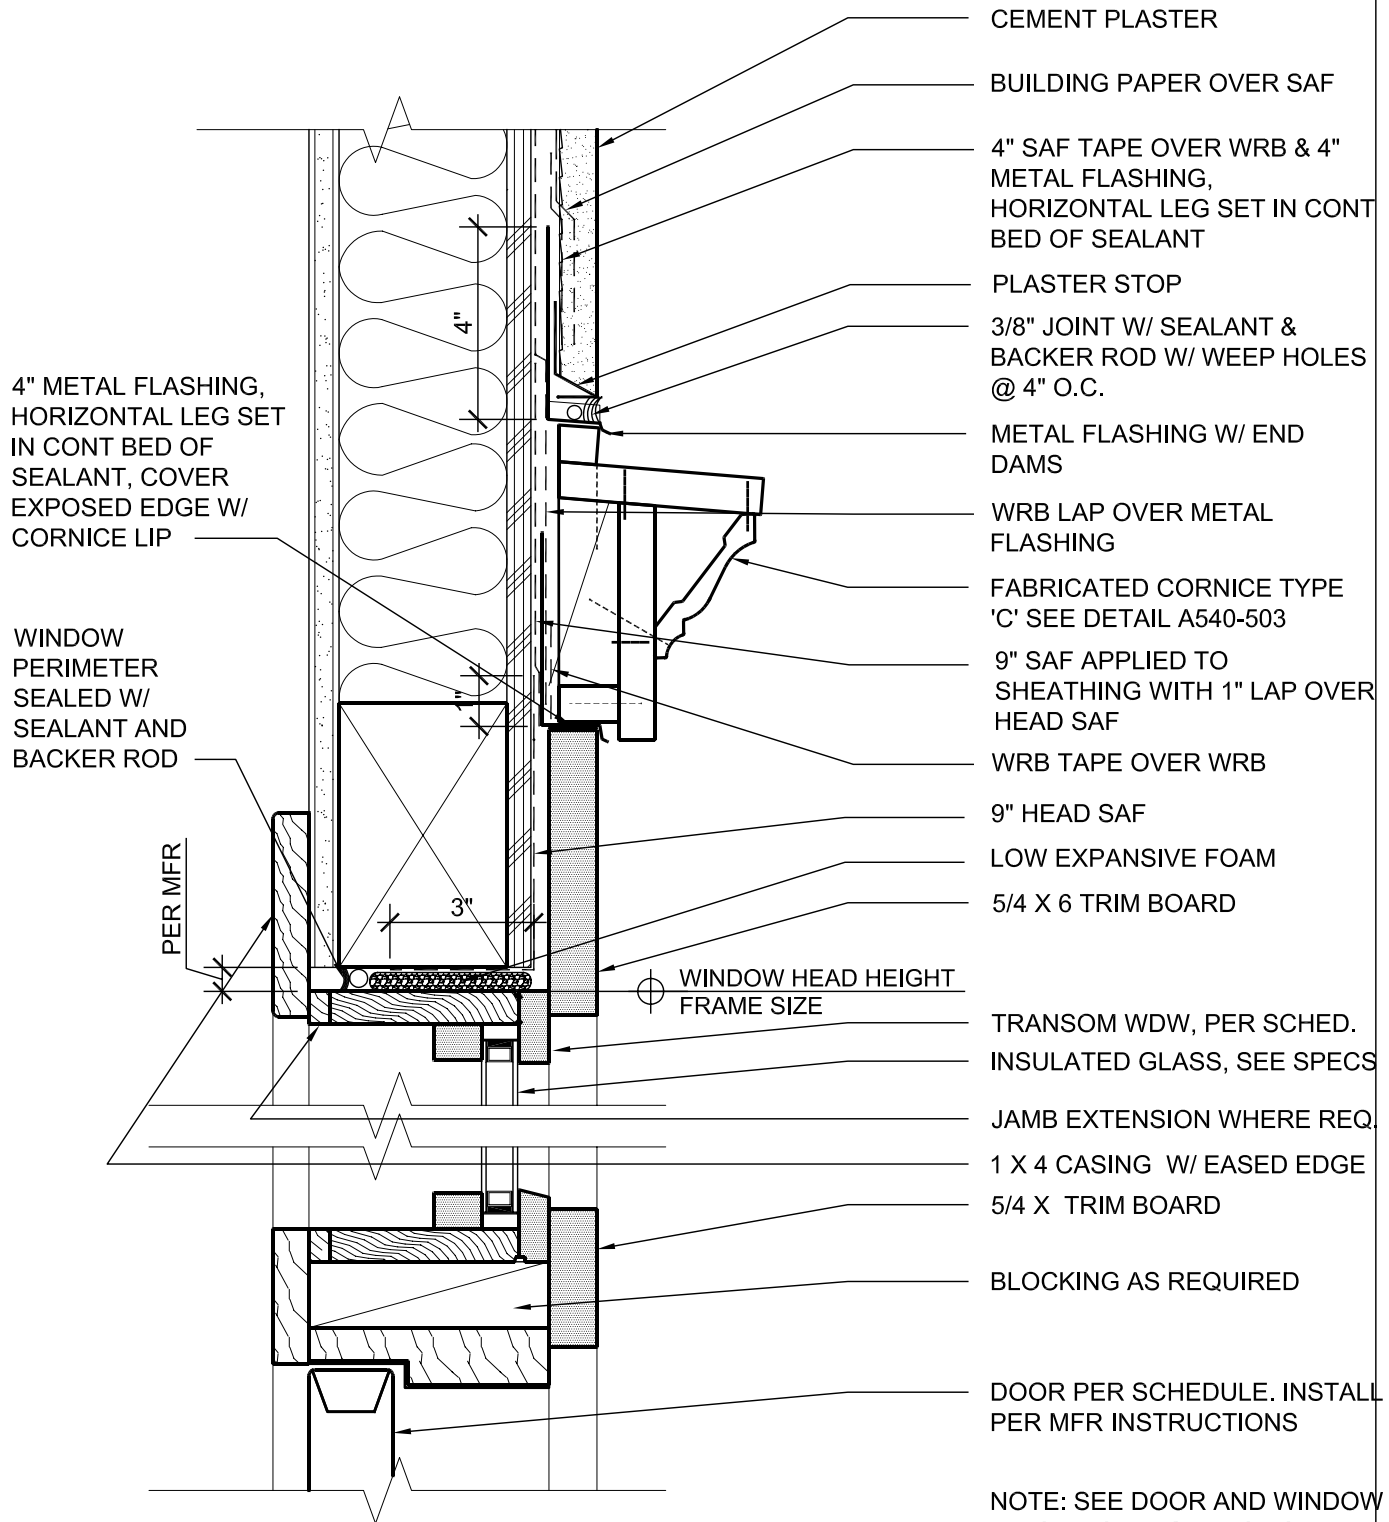 CEMENT PLASTER
BUILDING PAPER OVER SAF
4" SAF TAPE OVER WRB & 4"
METAL FLASHING,
HORIZONTAL LEG SET IN CONT
BED OF SEALANT
PLASTER STOP
3/8" JOINT W/ SEALANT &
BACKER ROD W/ WEEP HOLES
@ 4" O.C.
METAL FLASHING W/ END
DAMS
WRB LAP OVER METAL
FLASHING
FABRICATED CORNICE TYPE
'C' SEE DETAIL A540-503
9" SAF APPLIED TO
SHEATHING WITH 1" LAP OVER
HEAD SAF
WRB TAPE OVER WRB
9" HEAD SAF
LOW EXPANSIVE FOAM
5/4 X 6 TRIM BOARD
WINDOW HEAD HEIGHT
FRAME SIZE
TRANSOM WDW, PER SCHED.
INSULATED GLASS, SEE SPECS
JAMB EXTENSION WHERE REQ.
1 X 4 CASING W/ EASED EDGE
5/4 X TRIM BOARD
BLOCKING AS REQUIRED
DOOR PER SCHEDULE. INSTALL
PER MFR INSTRUCTIONS
NOTE: SEE DOOR AND WINDOW
4" METAL FLASHING,
HORIZONTAL LEG SET
IN CONT BED OF
SEALANT, COVER
EXPOSED EDGE W/
CORNICE LIP
WINDOW
PERIMETER
SEALED W/
SEALANT AND
BACKER ROD
PER MFR
4"
1"
3"